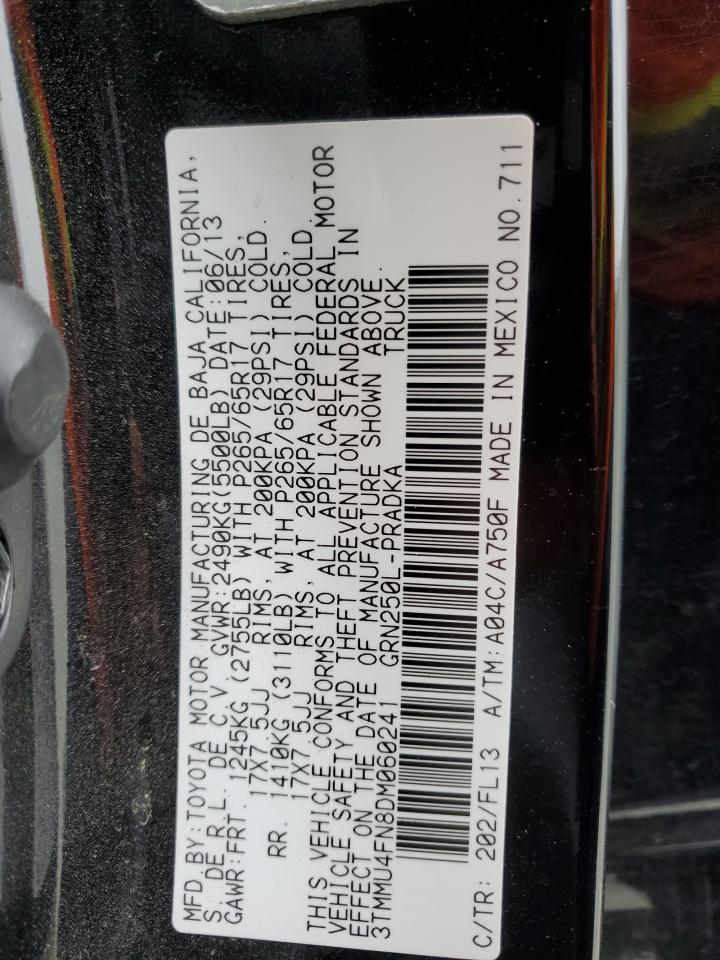 MFD BY:TOYOTA MOTOR MANUFACTURING DE BAJA CALIFORNIA,
S. DE R.L. DE C.V. GVWR:2490KG(5500LB) DATE:06/13
GAWR:FRT. 1245KG (2755LB) WITH P265/65R17 TIRES,
17X7.5JJ RIMS, AT 200KPA (29PSI) COLD.
RR. 1410KG (3110LB) WITH P265/65R17 TIRES,
17X7.5JJ RIMS, AT 200KPA (29PSI) COLD.
THIS VEHICLE CONFORMS TO ALL APPLICABLE FEDERAL MOTOR
VEHICLE SAFETY AND THEFT PREVENTION STANDARDS IN
EFFECT ON THE DATE OF MANUFACTURE SHOWN ABOVE.
3TMMU4FN8DM060241 GRN250L-PRADKA TRUCK
C/TR: 202/FL13 A/TM:A04C/A750F MADE IN MEXICO NO.711